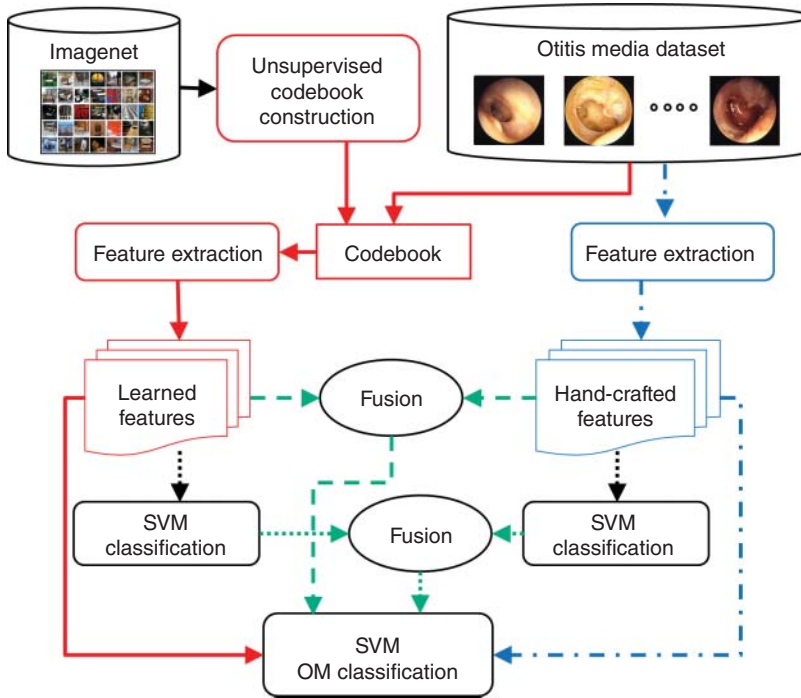 Imagenet
Unsupervised
codebook
construction
Otitis media dataset
Feature extraction
Codebook
Feature extraction
Learned
features
Fusion
Hand-crafted
features
SVM
classification
Fusion
SVM
classification
SVM
OM classification